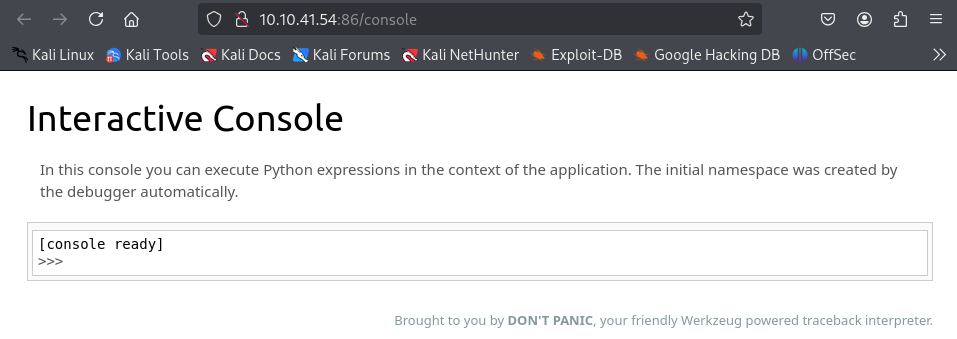 10.10.41.54:86/console
Kali Linux Kali Tools Kali Docs Kali Forums Kali NetHunter Exploit-DB Google Hacking DB OffSec
Interactive Console
In this console you can execute Python expressions in the context of the application. The initial namespace was created by
the debugger automatically.
[console ready]
>>>
Brought to you by DON'T PANIC, your friendly Werkzeug powered traceback interpreter.